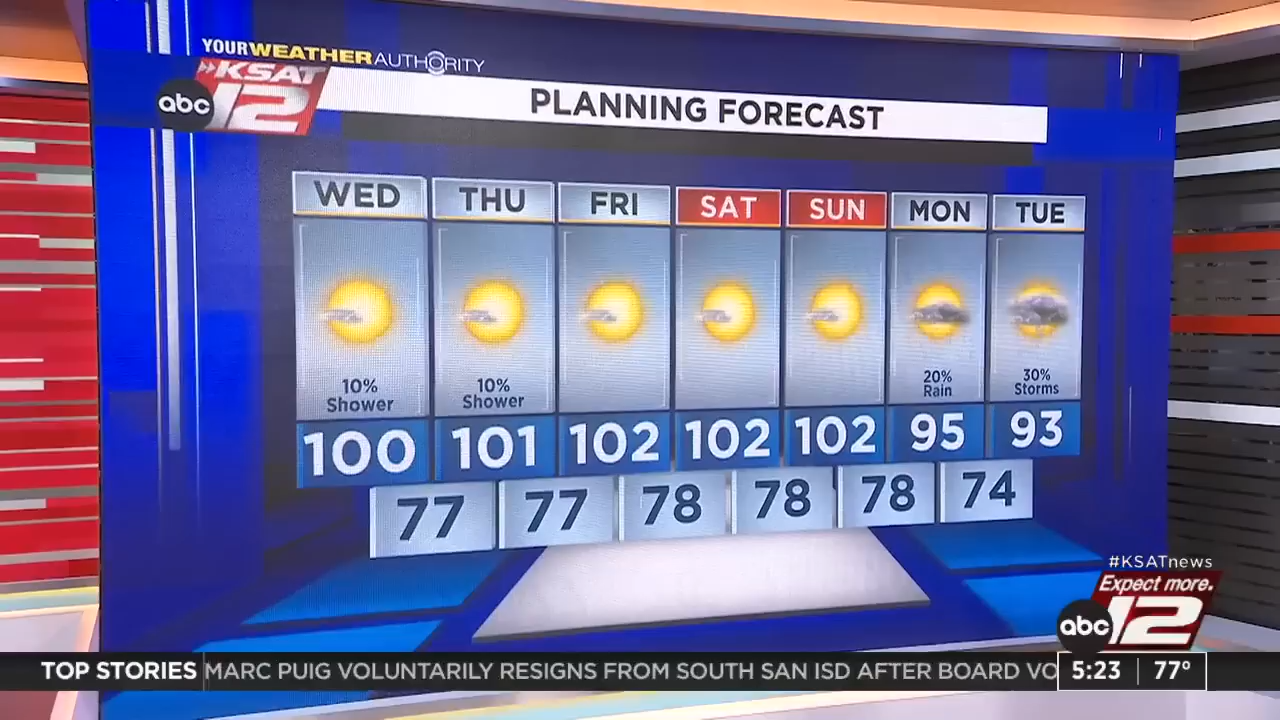 YOUR WEATHER AUTHORITY
KSAT
abc 12
PLANNING FORECAST
WED THU FRI SAT SUN MON TUE
10% Shower
10% Shower
20% Rain
30% Storms
100 101 102 102 102 95 93
77 77 78 78 78 74
#KSATnews
Expect more.
abc 12
TOP STORIES MARC PUIG VOLUNTARILY RESIGNS FROM SOUTH SAN ISD AFTER BOARD VO 5:23 77°